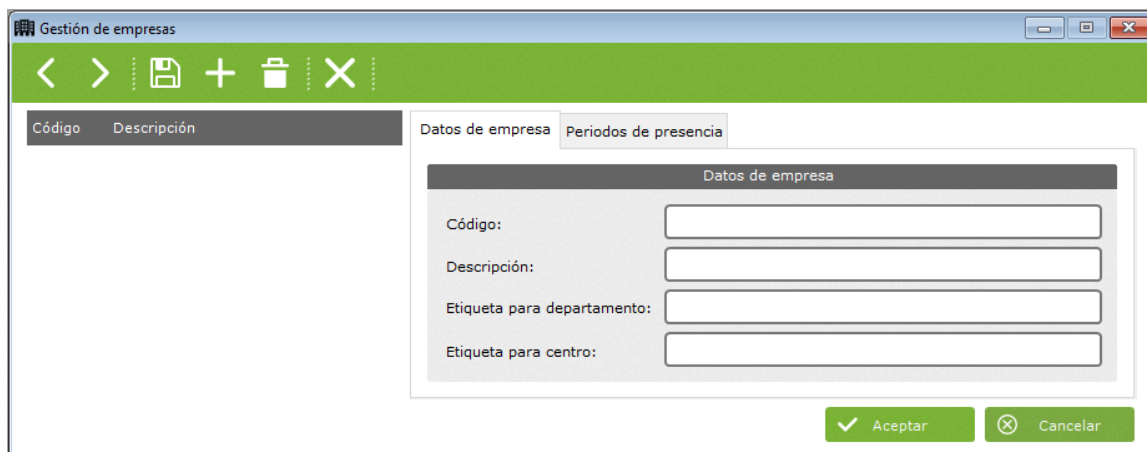 Gestión de empresas
Código Descripción
Datos de empresa Periodos de presencia
Datos de empresa
Código:
Descripción:
Etiqueta para departamento:
Etiqueta para centro:
Aceptar Cancelar